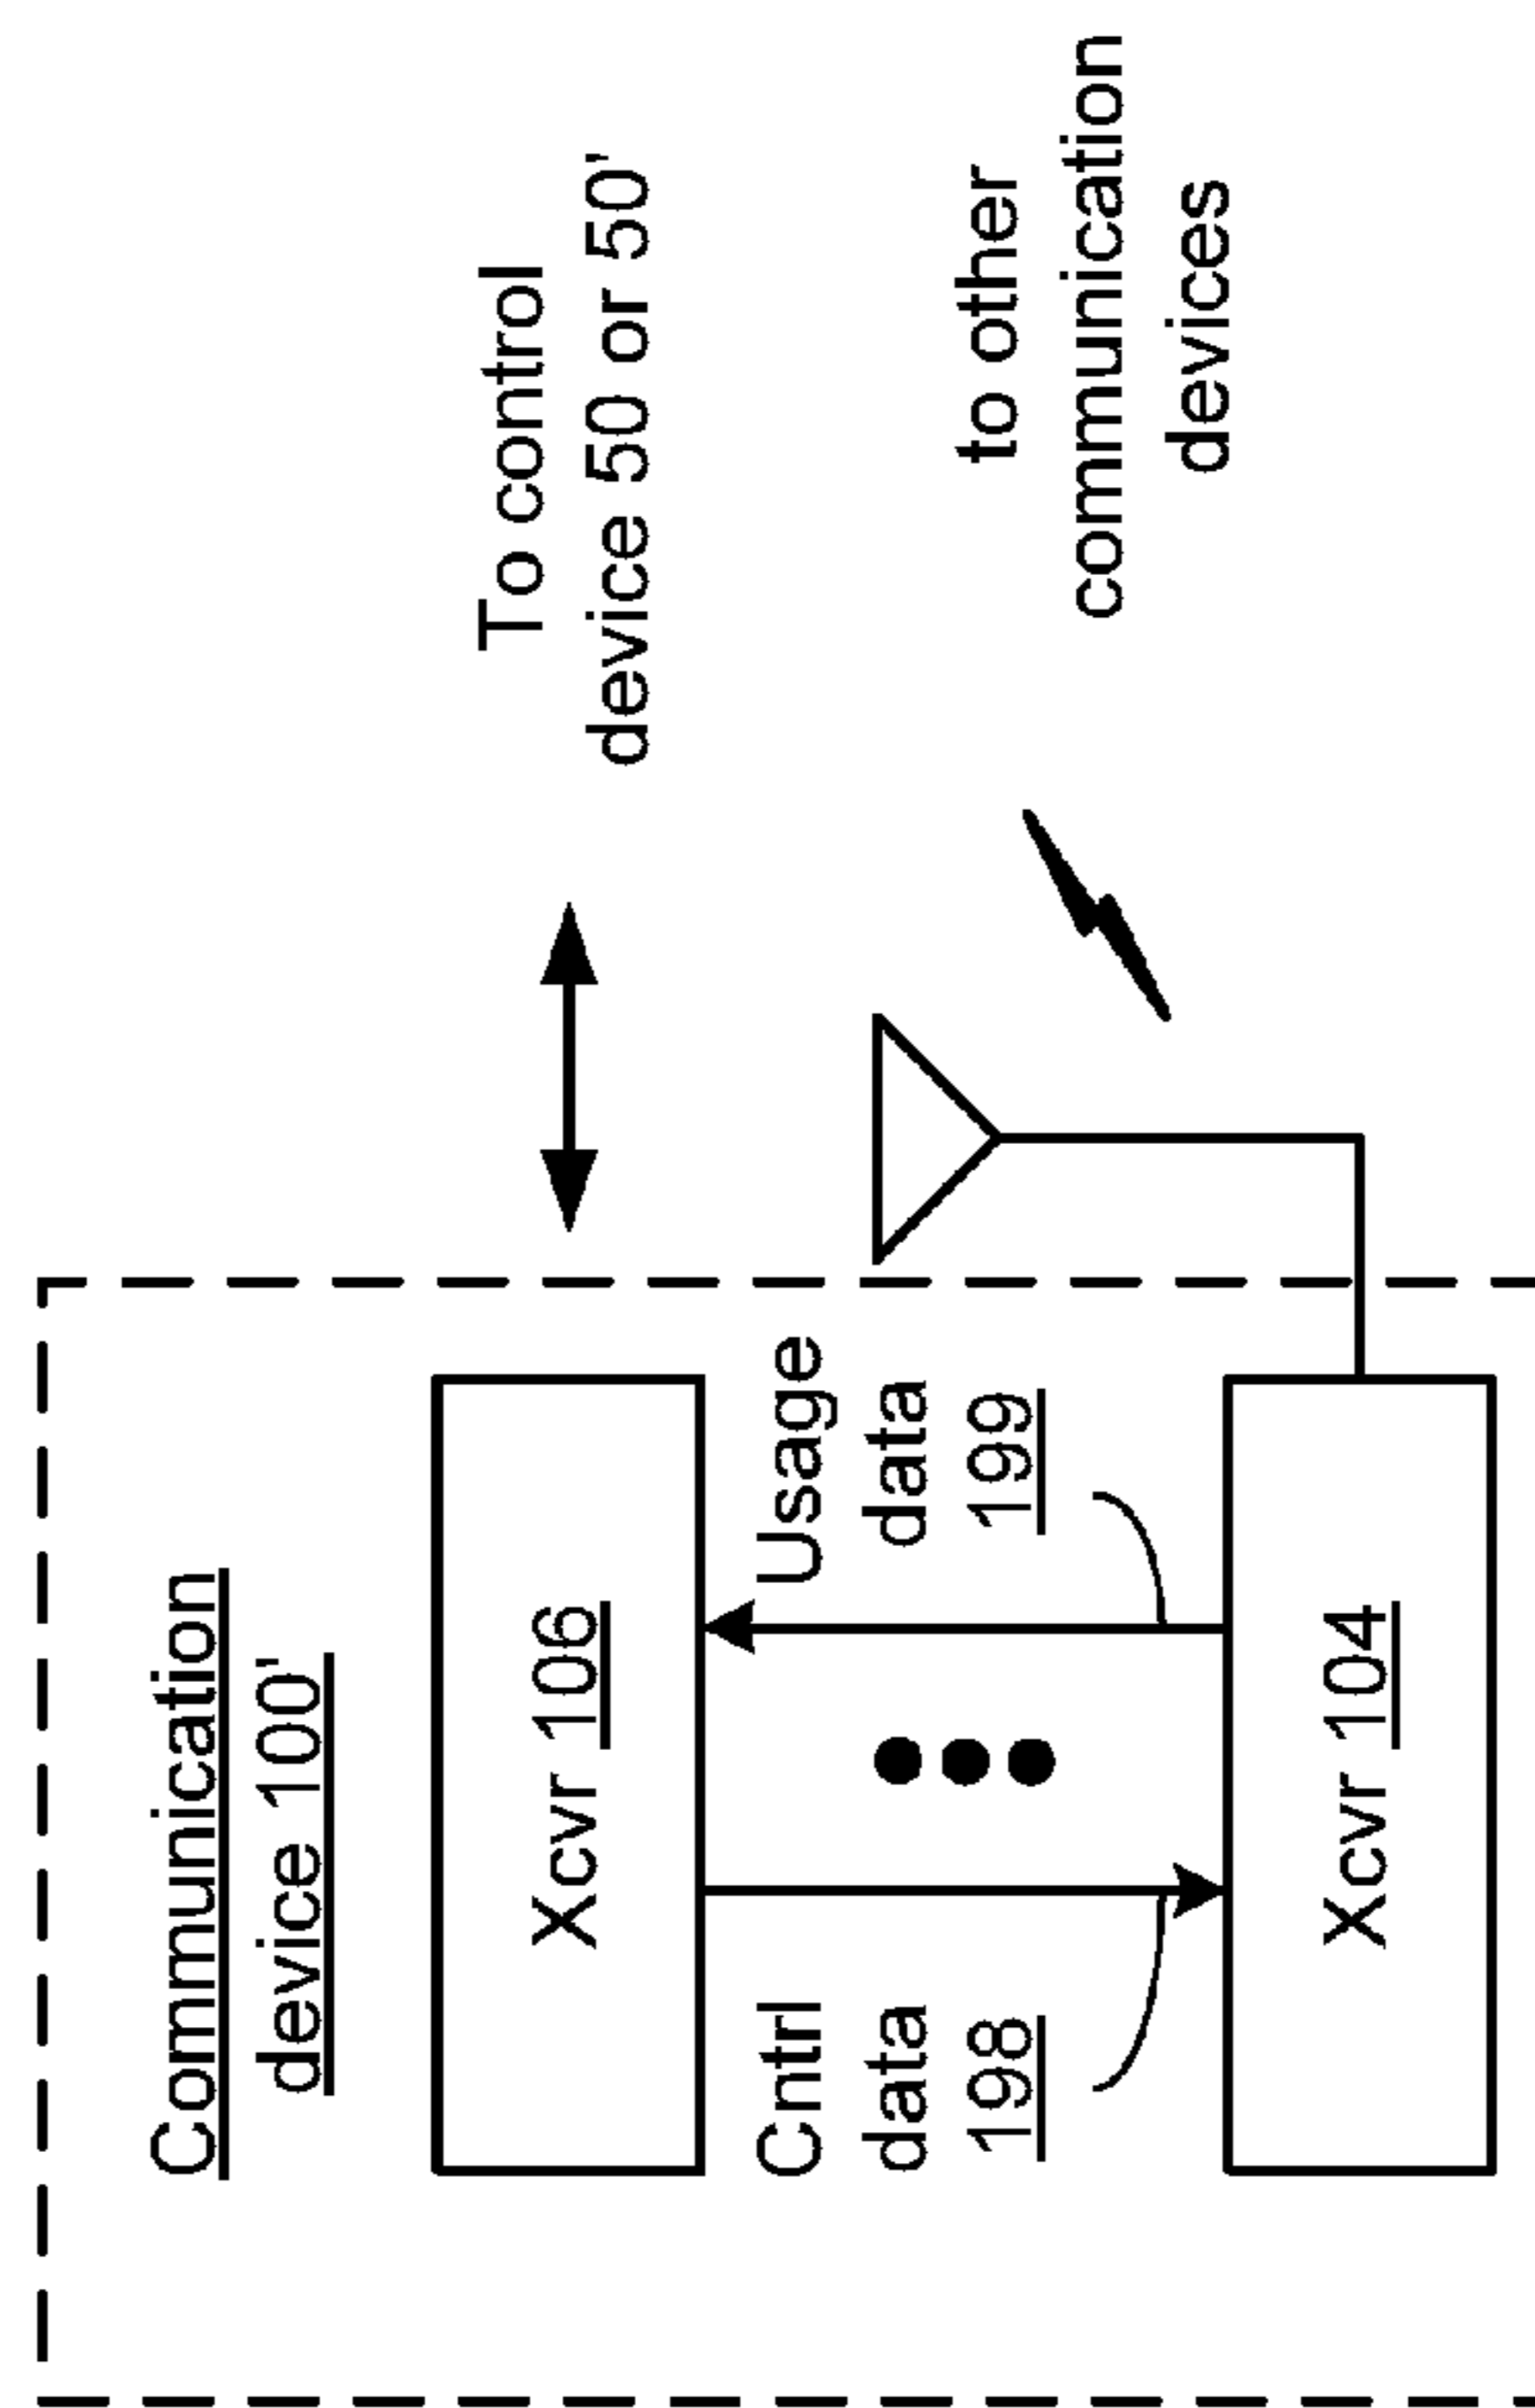 Communication
device 100'
To control
device 50 or 50'
Xcvr 106
Cntrl
data
198
Usage
data
199
to other
communication
devices
Xcvr 104